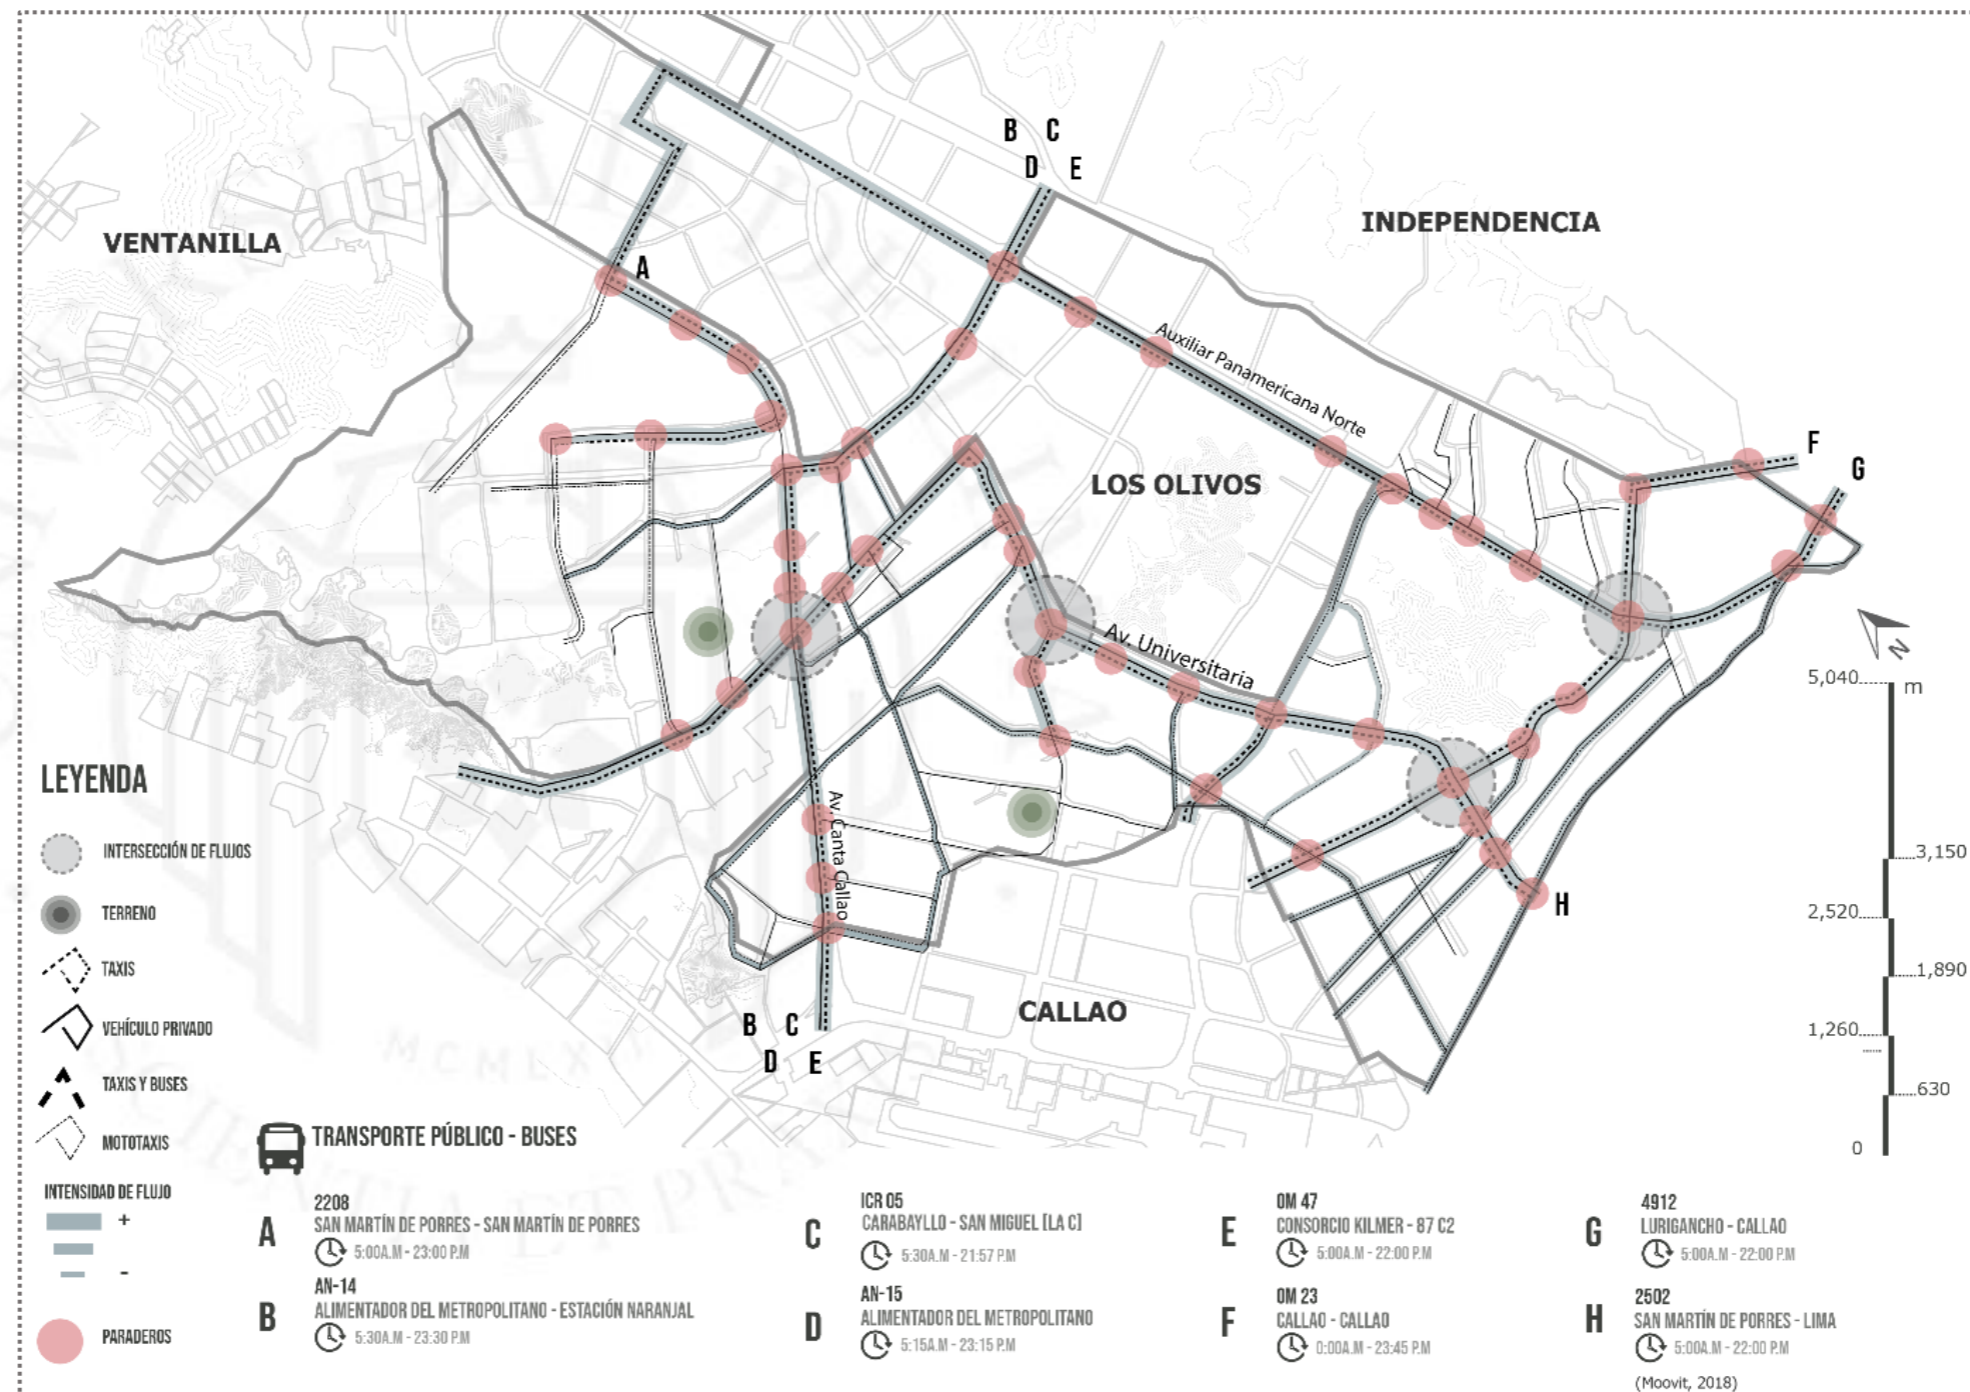 B C
D E
INDEPENDENCIA
VENTANILLA
A
Auxiliar Panamericana Norte
F
G
LOS OLIVOS
Av. Universitaria
N
5,040 m
3,150
2,520
1,890
1,260
630
0
Av. Canta Callao
H
CALLAO
B C
D E
LEYENDA
INTERSECCIÓN DE FLUJOS
TERRENO
TAXIS
VEHÍCULO PRIVADO
TAXIS Y BUSES
MOTOTAXIS
INTENSIDAD DE FLUJO
+
-
PARADEROS
TRANSPORTE PÚBLICO - BUSES
A
2208
SAN MARTÍN DE PORRES - SAN MARTÍN DE PORRES
5:00A.M - 23:00 P.M
B
AN-14
ALIMENTADOR DEL METROPOLITANO - ESTACIÓN NARANJAL
5:30A.M - 23:30 P.M
C
ICR 05
CARABAYLLO - SAN MIGUEL [LA C]
5:30A.M - 21:57 P.M
D
AN-15
ALIMENTADOR DEL METROPOLITANO
5:15A.M - 23:15 P.M
E
OM 47
CONSORCIO KILMER - 87 C2
5:00A.M - 22:00 P.M
F
OM 23
CALLAO - CALLAO
0:00A.M - 23:45 P.M
G
4912
LURIGANCHO - CALLAO
5:00A.M - 22:00 P.M
H
2502
SAN MARTÍN DE PORRES - LIMA
5:00A.M - 22:00 P.M
(Moovit, 2018)
MCMLXII
SCIENTIA ET PRAXIS